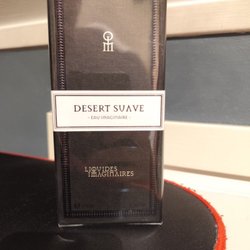 DESERT SUAVE
- EAU IMAGINAIRE -
LIQUIDES
IMAGINAIRES